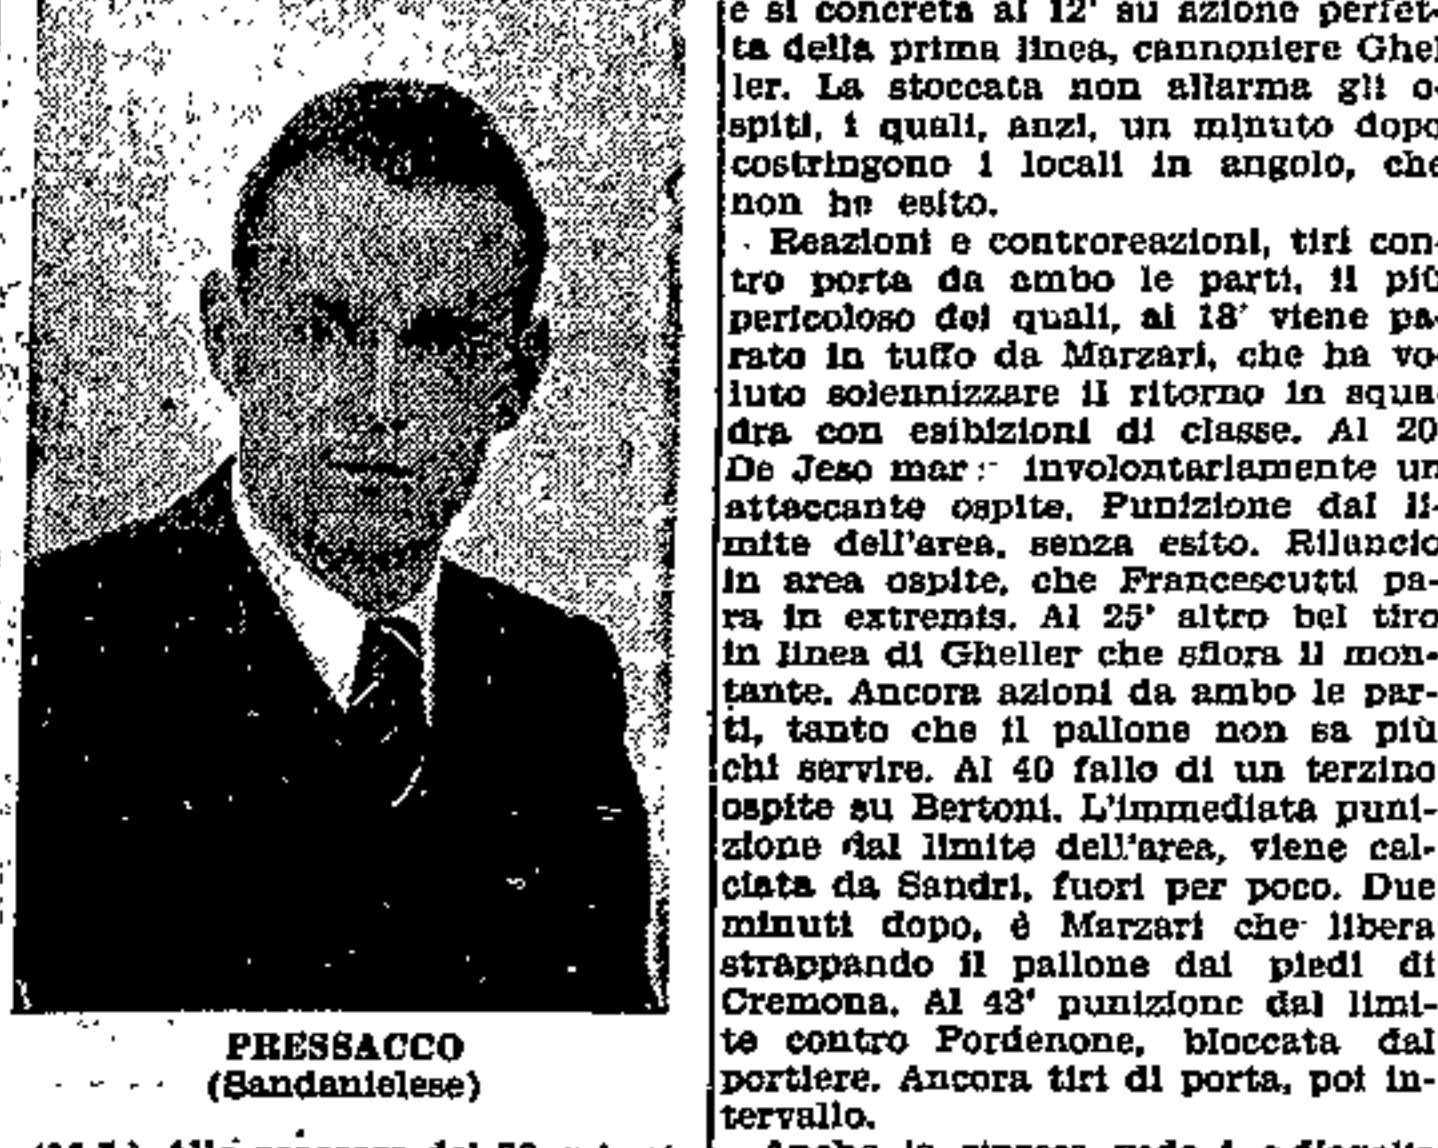 PRESSACCO
(Sandanielese)
e si concreta al 12' su azione perfet-
ta della prima linea, cannoniere Ghel
ler. La stoccata non allarma gli o-
spiti, i quali, anzi, un minuto dopo
costringono i locali in angolo, che
non ha esito.
Reazioni e controreazioni, tiri con-
tro porta da ambo le parti, il più
pericoloso dei quali, al 18' viene pa-
rato in tuffo da Marzari, che ha vo-
luto solennizzare il ritorno in squa-
dra con esibizioni di classe. Al 20
De Jeso involontariamente un
attaccante ospite. Punizione dal li-
mite dell'area, senza esito. Rilancio
in area ospite, che Francescutti pa-
ra in extremis. Al 25' altro bel tiro
in linea di Gheller che sfiora il mon-
tante. Ancora azioni da ambo le par-
ti, tanto che il pallone non sa più
chi servire. Al 40 fallo di un terzino
ospite su Bertoni. L'immediata puni-
zione dal limite dell'area, viene cal-
ciata da Sandri, fuori per poco. Due
minuti dopo, è Marzari che libera
strappando il pallone dai piedi di
Cremona. Al 43' punizione dal limi-
te contro Pordenone, bloccata dal
portiere. Ancora tiri di porta, poi in-
tervallo.